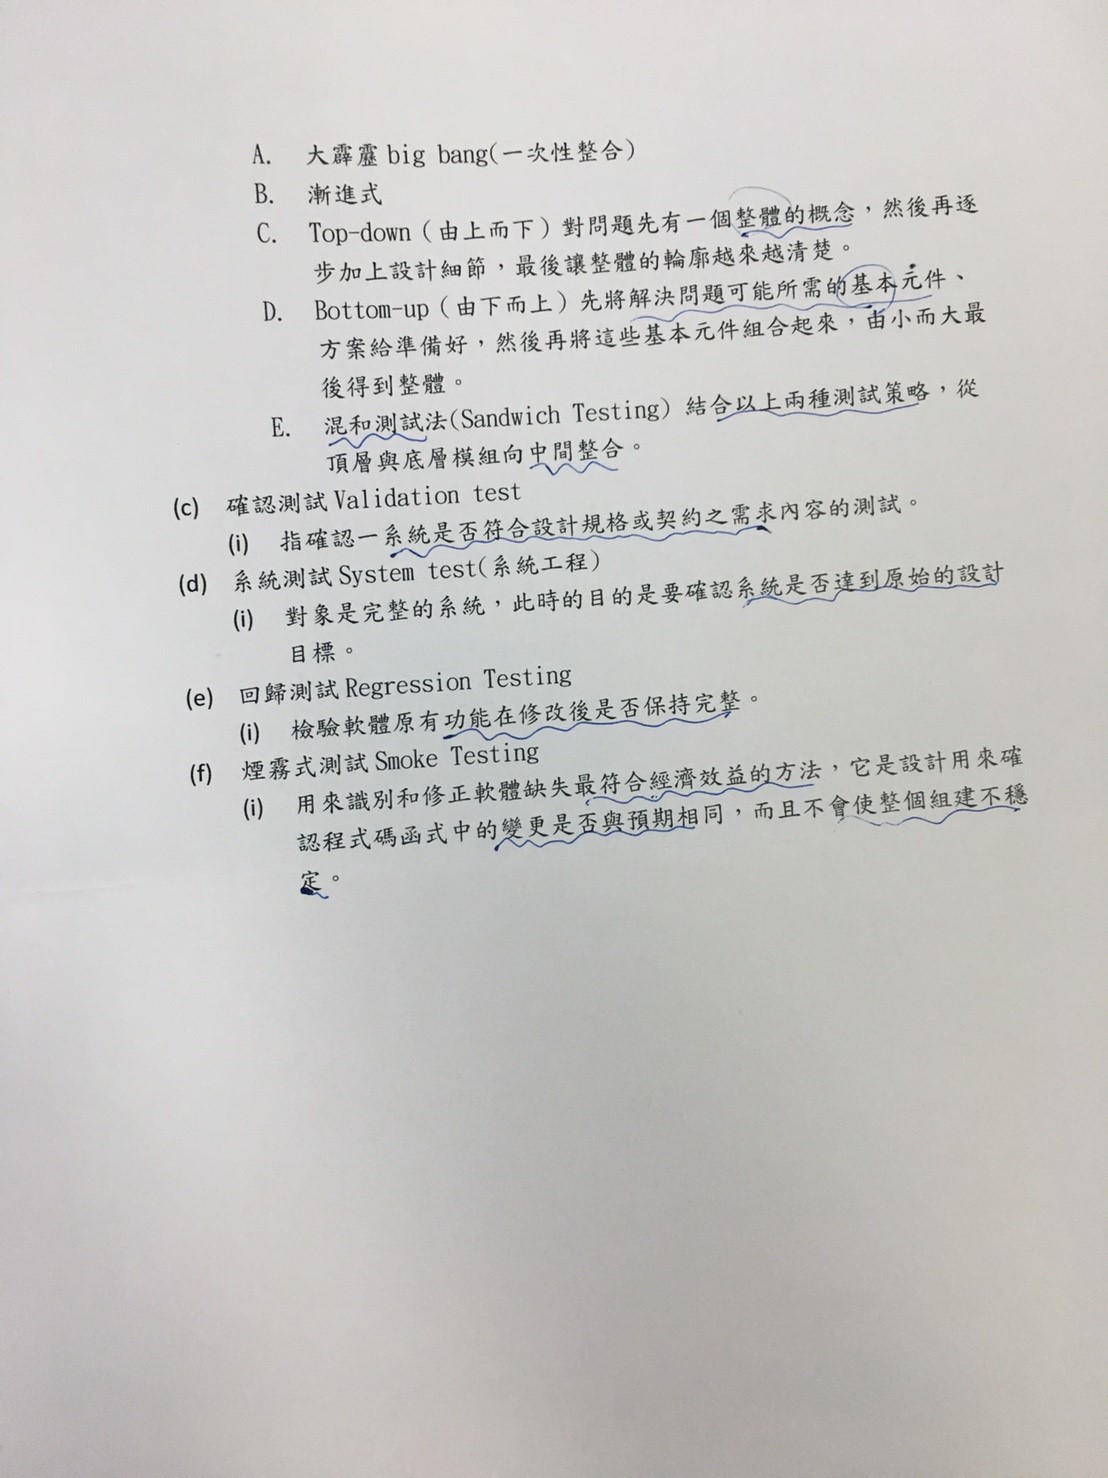 A. 大霹靂 big bang(一次性整合)
B. 漸進式
C. Top-down（由上而下）對問題先有一個整體的概念，然後再逐
步加上設計細節，最後讓整體的輪廓越來越清楚。
D. Bottom-up（由下而上）先將解決問題可能所需的基本元件、
方案給準備好，然後再將這些基本元件組合起來，由小而大最
後得到整體。
E. 混和測試法(Sandwich Testing) 結合以上兩種測試策略，從
頂層與底層模組向中間整合。
(c) 確認測試 Validation test
(i) 指確認一系統是否符合設計規格或契約之需求內容的測試。
(d) 系統測試 System test(系統工程)
(i) 對象是完整的系統，此時的目的是要確認系統是否達到原始的設計
目標。
(e) 回歸測試 Regression Testing
(i) 檢驗軟體原有功能在修改後是否保持完整。
(f) 煙霧式測試 Smoke Testing
(i) 用來識別和修正軟體缺失最符合經濟效益的方法，它是設計用來確
認程式碼函式中的變更是否與預期相同，而且不會使整個組建不穩
定。